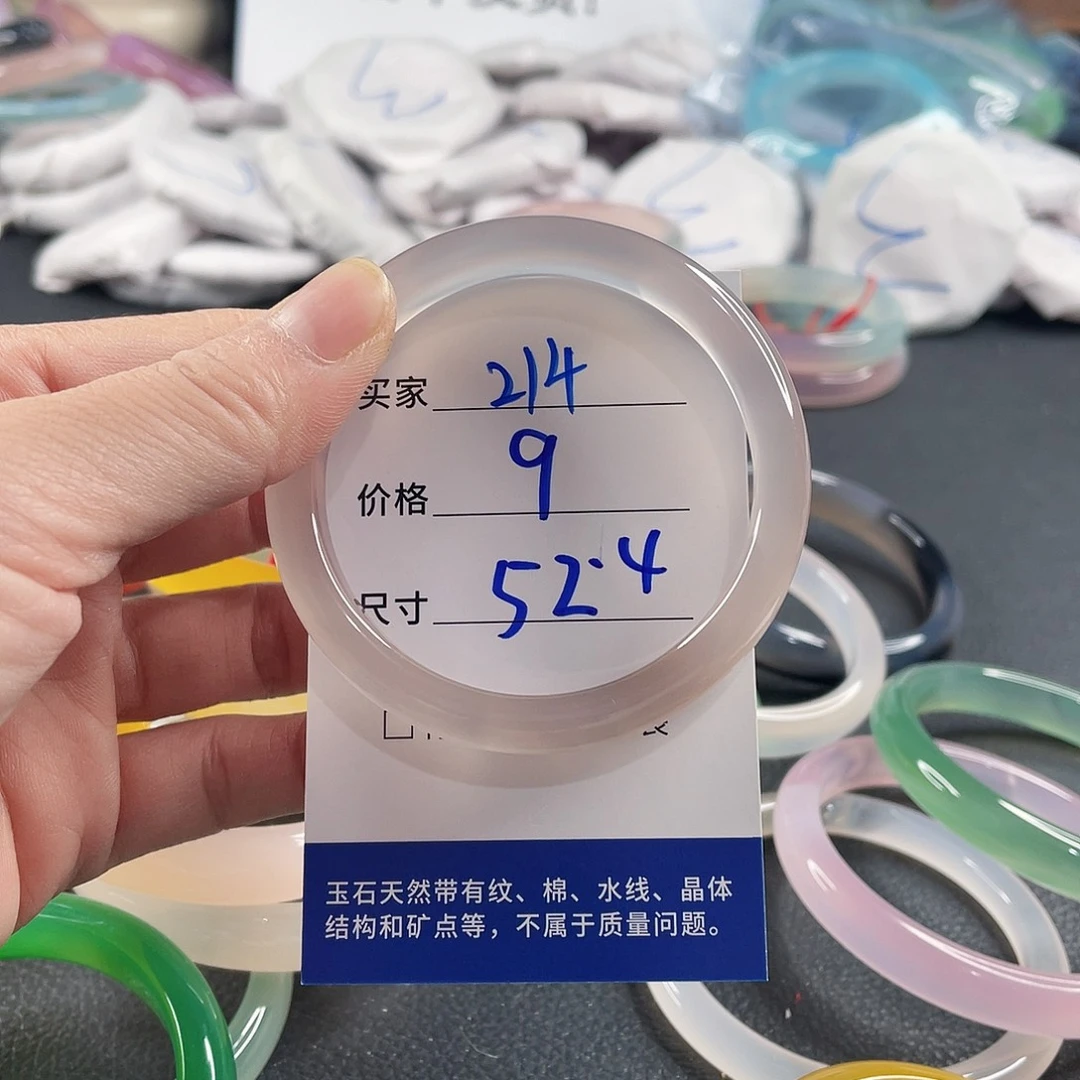 买家 214
价格 9
尺寸 52.4
玉石天然带有纹、棉、水线、晶体
结构和矿点等，不属于质量问题。